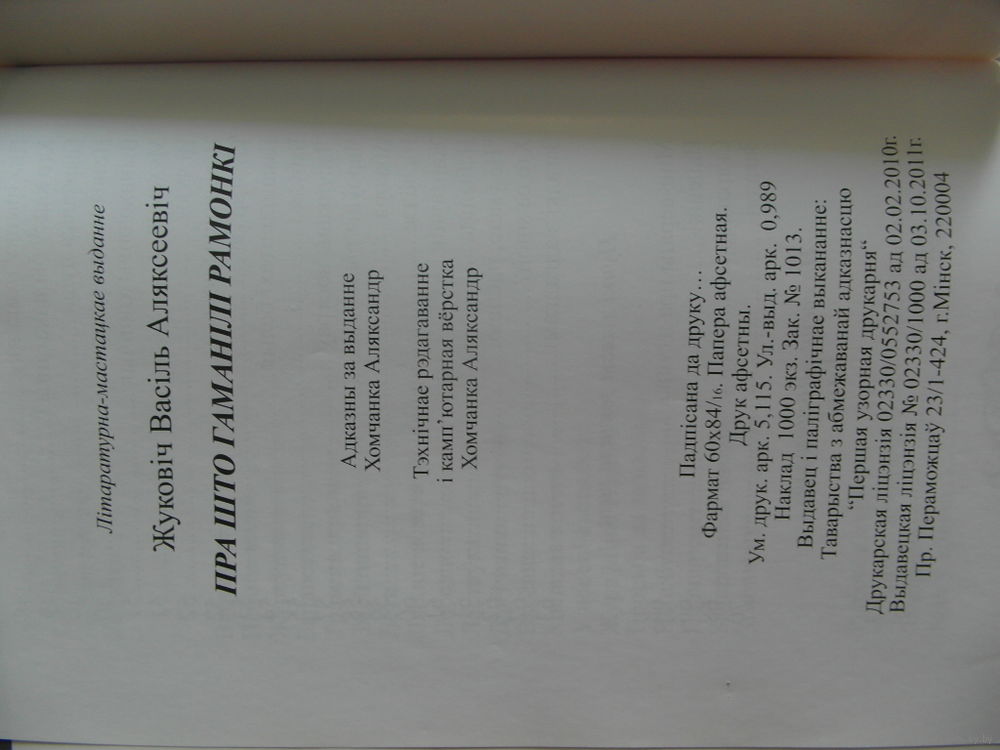 Літаратурна-мастацкае выданне
Жуковіч Васіль Аляксеевіч
ПРА ШТО ГАМАНІЛІ РАМОНКІ
Адказны за выданне
Хомчанка Аляксандр
Тэхнічнае рэдагаванне
і камп’ютарная вёрстка
Хомчанка Аляксандр
Падпісана да друку…
Фармат 60х84/16. Папера афсетная.
Друк афсетны.
Ум. друк. арк. 5,115. Ул.-выд. арк. 0,989
Наклад 1000 экз. Зак. № 1013.
Выдавец і паліграфічнае выкананне:
Таварыства з абмежаванай адказнасцю
“Першая узорная друкарня“
Друкарская ліцэнзія 02330/0552753 ад 02.02.2010г.
Выдавецкая ліцэнзія № 02330/1000 ад 03.10.2011г.
Пр. Пераможцаў 23/1-424, г.Мінск, 220004